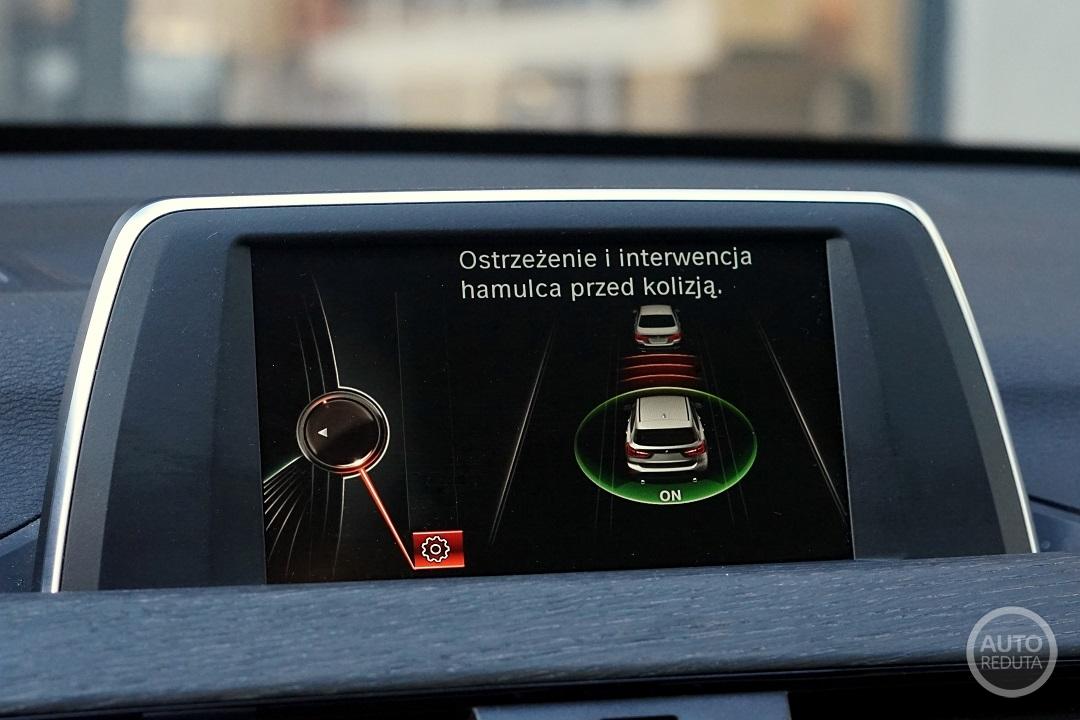 Ostrzeżenie i interwencja
hamulca przed kolizją.
ON
AUTO
REDUTA